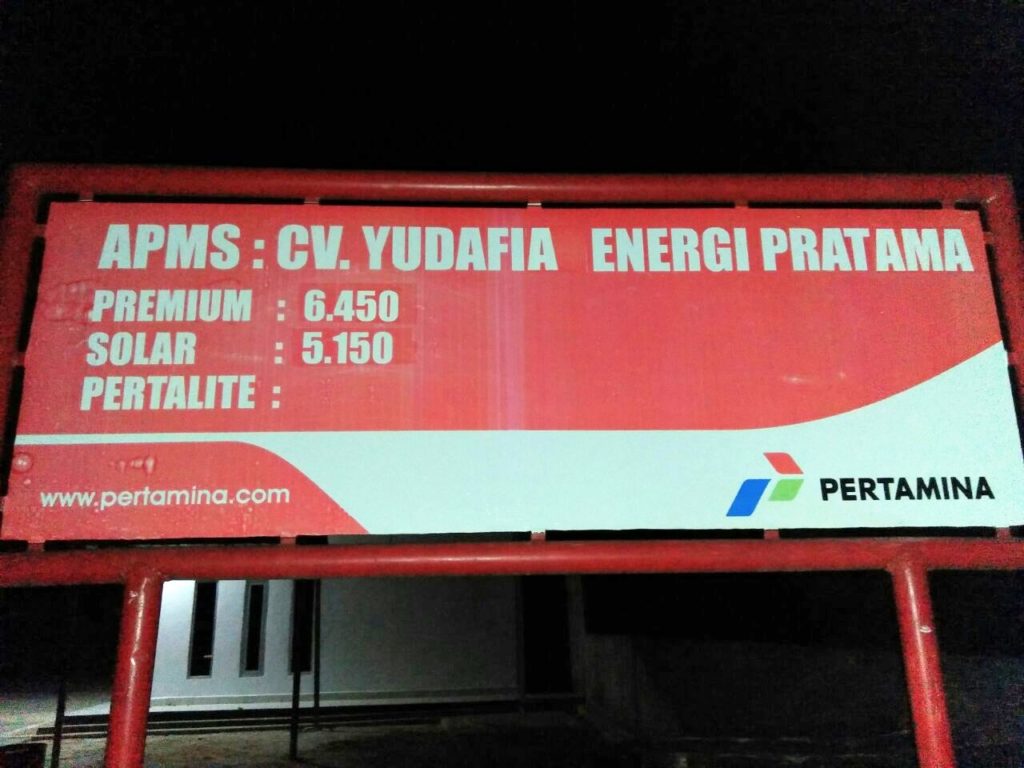 APMS : CV. YUDAFIA ENERGI PRATAMA
PREMIUM : 6.450
SOLAR : 5.150
PERTALITE :
www.pertamina.com
PERTAMINA